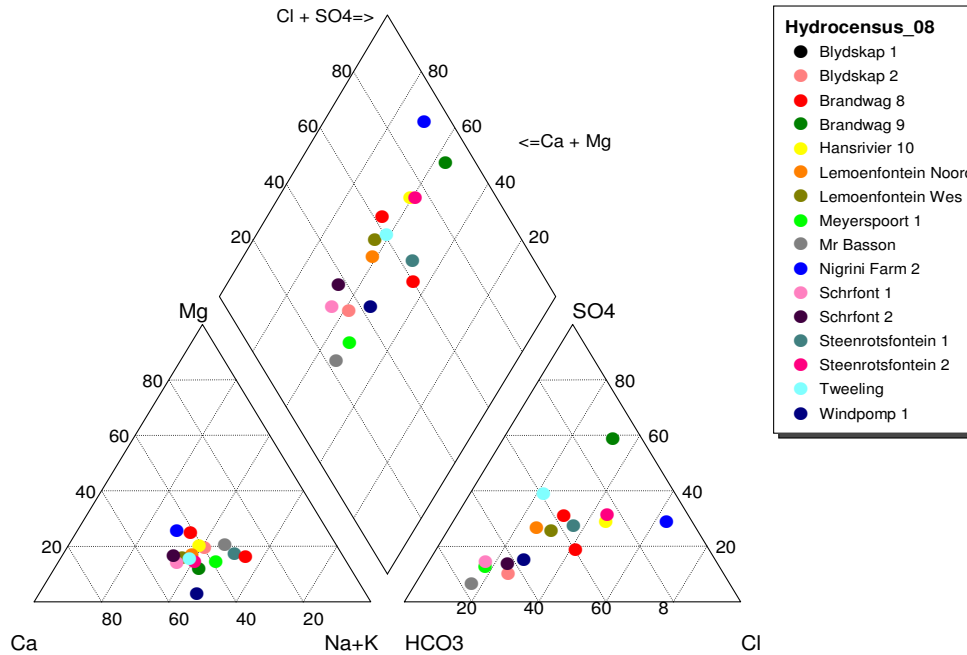 Cl + SO4=>
80 80
60 60
<=Ca + Mg
40 40
20 20
Mg SO4
80 80
60 60
40 40
20 20
80 60 40 20 20 40 60 8
Ca Na+K HCO3 Cl
Hydrocensus_08
Blydskap 1
Blydskap 2
Brandwag 8
Brandwag 9
Hansrivier 10
Lemoenfontein Noord
Lemoenfontein Wes
Meyerspoort 1
Mr Basson
Nigrini Farm 2
Schrfont 1
Schrfont 2
Steenrotsfontein 1
Steenrotsfontein 2
Tweeling
Windpomp 1